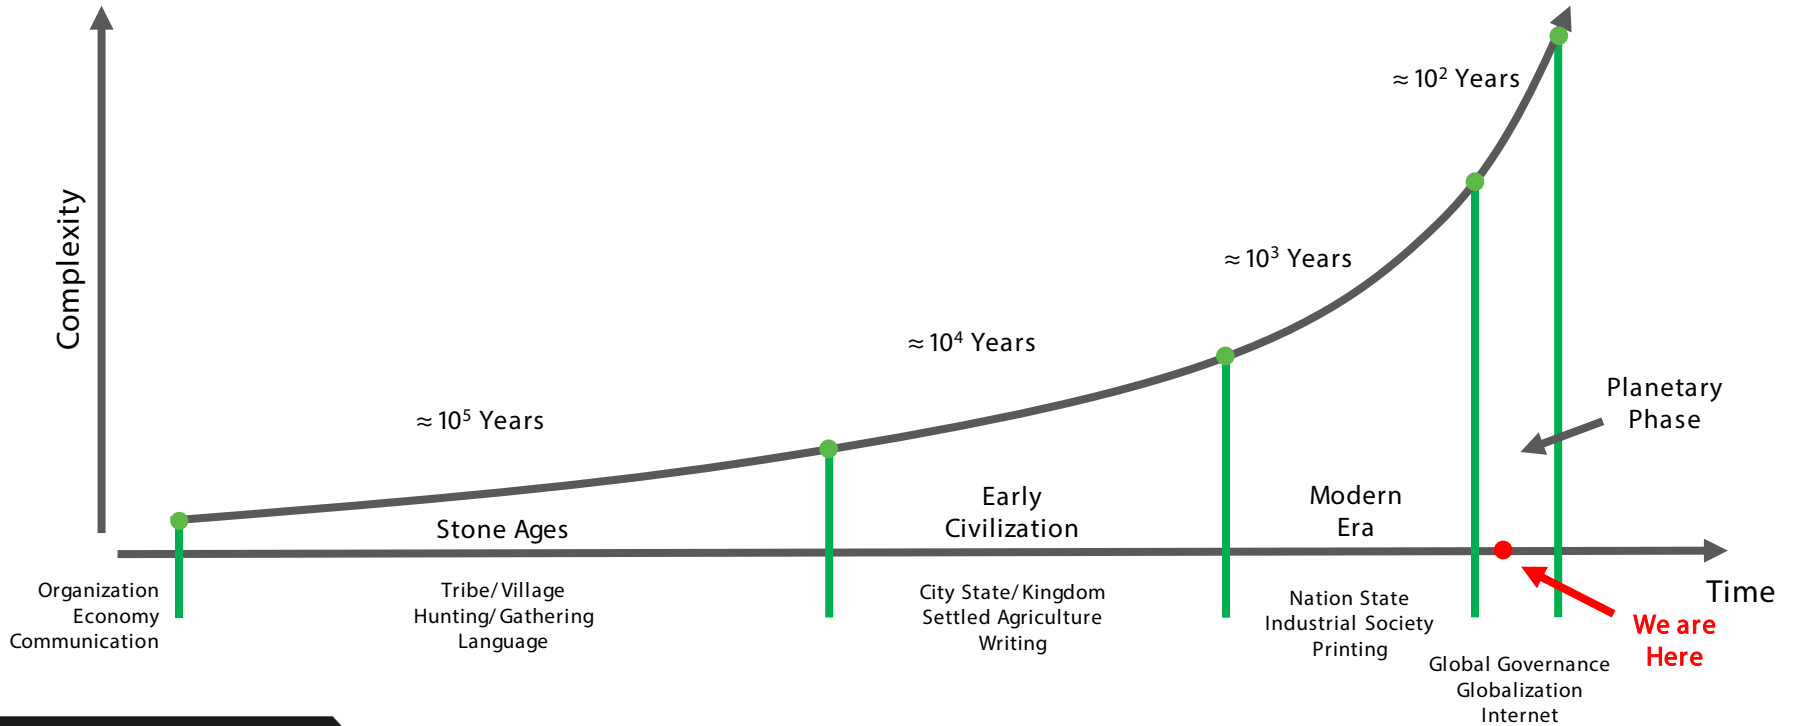 Complexity
≈ 10² Years
≈ 10³ Years
≈ 10⁴ Years
≈ 10⁵ Years
Planetary
Phase
Stone Ages
Early
Civilization
Modern
Era
Time
Organization
Economy
Communication
Tribe/Village
Hunting/Gathering
Language
City State/Kingdom
Settled Agriculture
Writing
Nation State
Industrial Society
Printing
Global Governance
Globalization
Internet
We are
Here